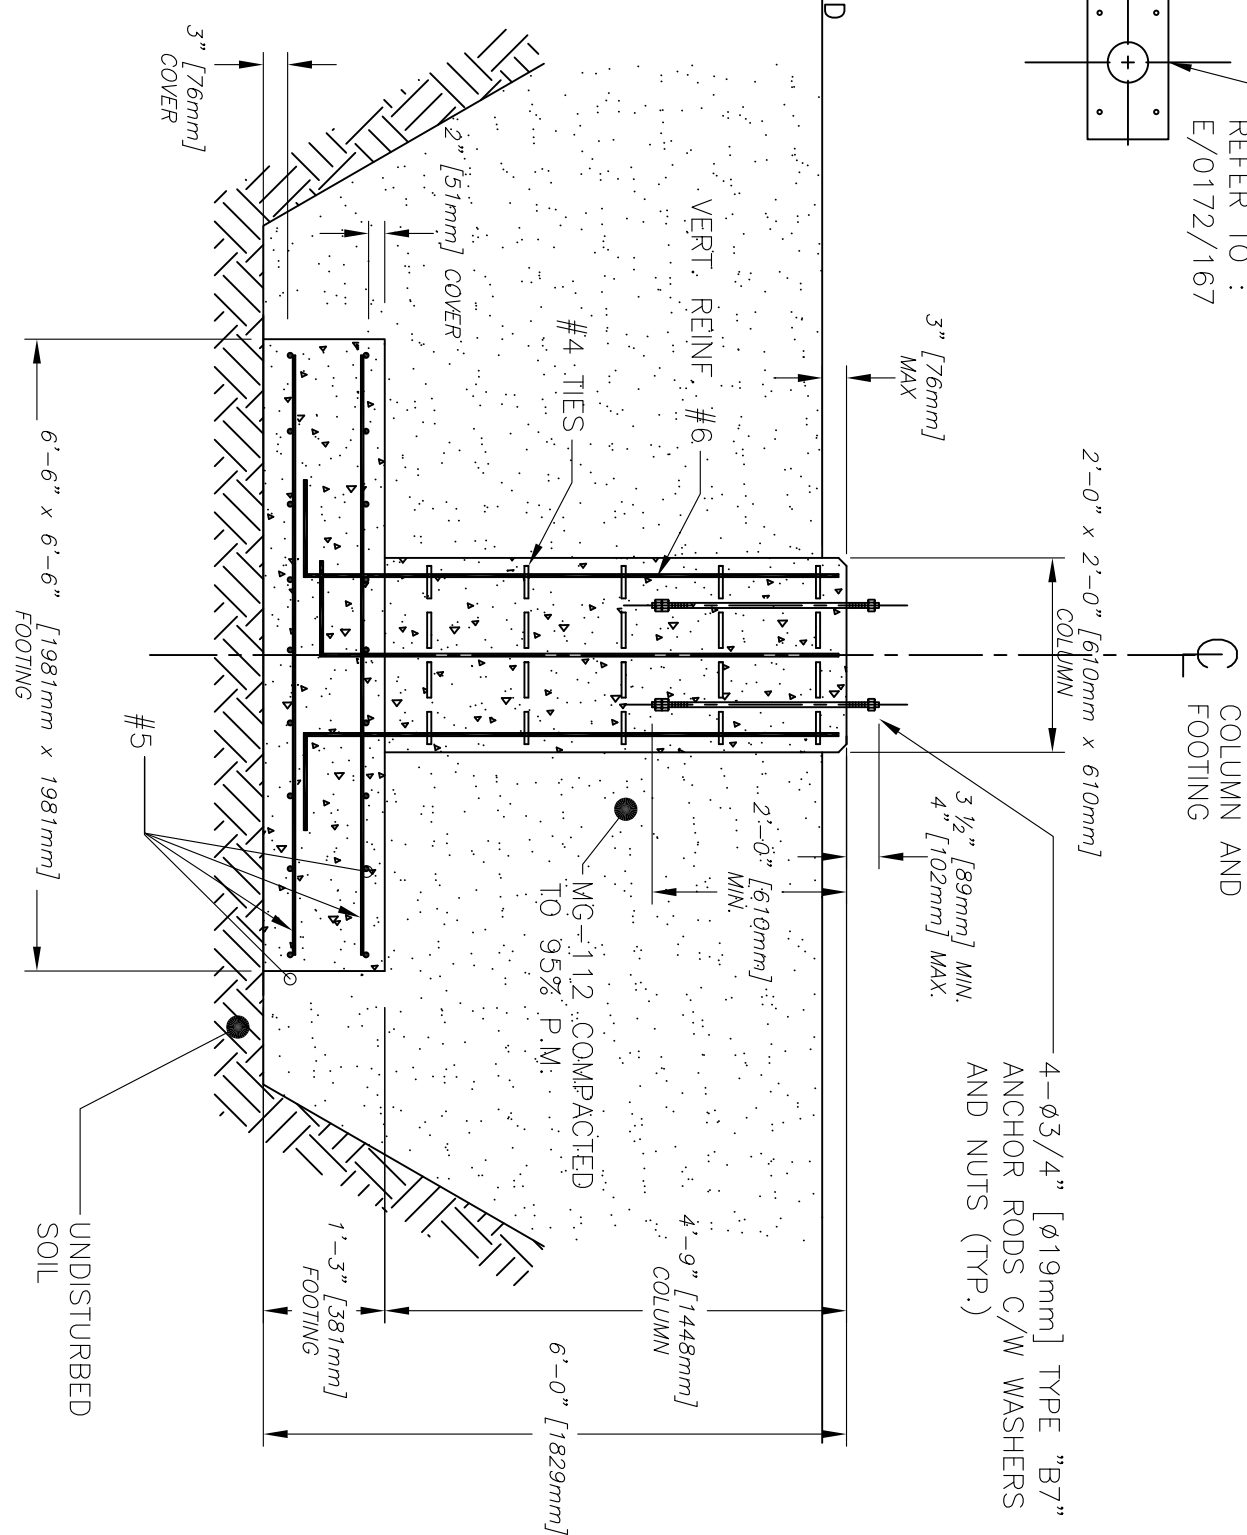 D
REFER TO :
E/0172/167
COLUMN AND
FOOTING
2'-0" x 2'-0" [610mm x 610mm]
COLUMN
3" [76mm]
MAX
4-ø3/4" [ø19mm] TYPE "B7"
ANCHOR RODS C/W WASHERS
AND NUTS (TYP.)
3 ½" [89mm] MIN.
4" [102mm] MAX.
2'-0" [610mm]
MIN.
VERT. REINF #6
#4 TIES
MG-112 COMPACTED
TO 95% P.M.
2" [51mm] COVER
3" [76mm]
COVER
4'-9" [1448mm]
COLUMN
6'-0" [1829mm]
1'-3" [381mm]
FOOTING
#5
6'-6" x 6'-6" [1981mm x 1981mm]
FOOTING
UNDISTURBED
SOIL